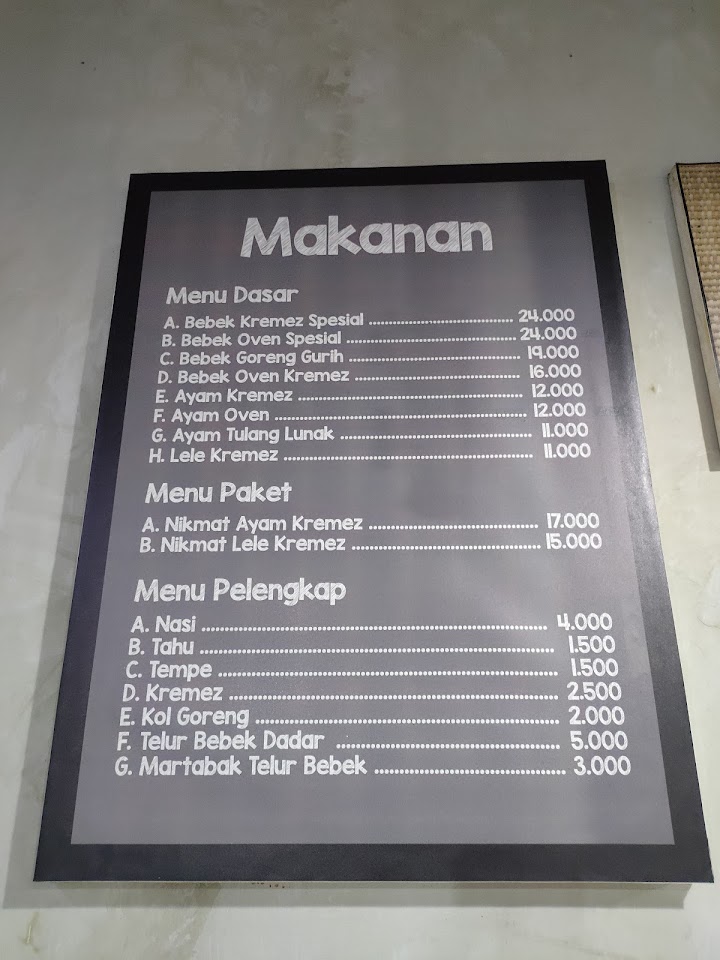 Makanan
Menu Dasar
A. Bebek Kremez Spesial ........................................ 24.000
B. Bebek Oven Spesial ........................................ 24.000
C. Bebek Goreng Gurih ........................................ 19.000
D. Bebek Oven Kremez ........................................ 16.000
E. Ayam Kremez ........................................ 12.000
F. Ayam Oven ........................................ 12.000
G. Ayam Tulang Lunak ........................................ 11.000
H. Lele Kremez ........................................ 11.000
Menu Paket
A. Nikmat Ayam Kremez ........................................ 17.000
B. Nikmat Lele Kremez ........................................ 15.000
Menu Pelengkap
A. Nasi ........................................ 4.000
B. Tahu ........................................ 1.500
C. Tempe ........................................ 1.500
D. Kremez ........................................ 2.500
E. Kol Goreng ........................................ 2.000
F. Telur Bebek Dadar ........................................ 5.000
G. Martabak Telur Bebek ........................................ 3.000